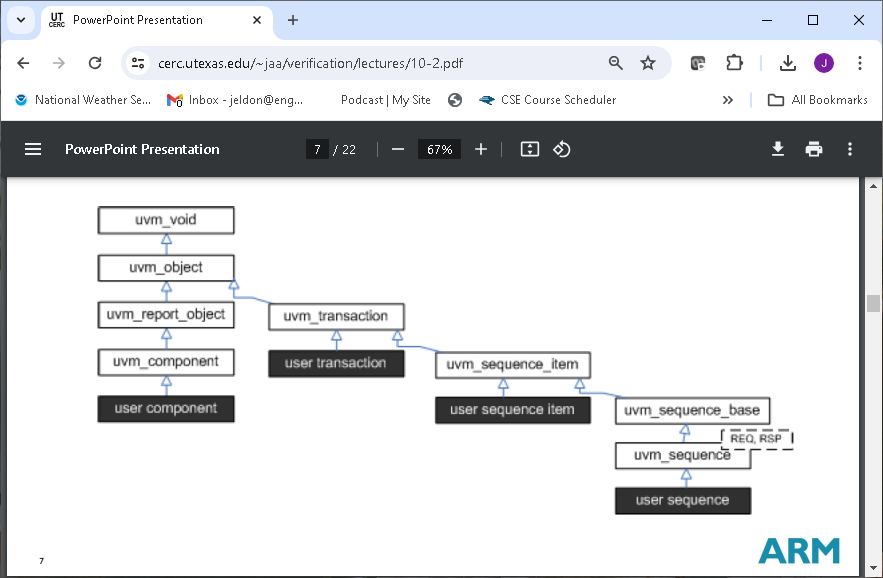 UT
CERC
PowerPoint Presentation
cerc.utexas.edu/~jaa/verification/lectures/10-2.pdf
J
National Weather Se...
Inbox - jeldon@eng...
Podcast | My Site
CSE Course Scheduler
All Bookmarks
PowerPoint Presentation
7 / 22
67%
uvm_void
uvm_object
uvm_report_object
uvm_transaction
uvm_component
user transaction
uvm_sequence_item
user component
user sequence item
uvm_sequence_base
REQ, RSP
uvm_sequence
user sequence
7
ARM